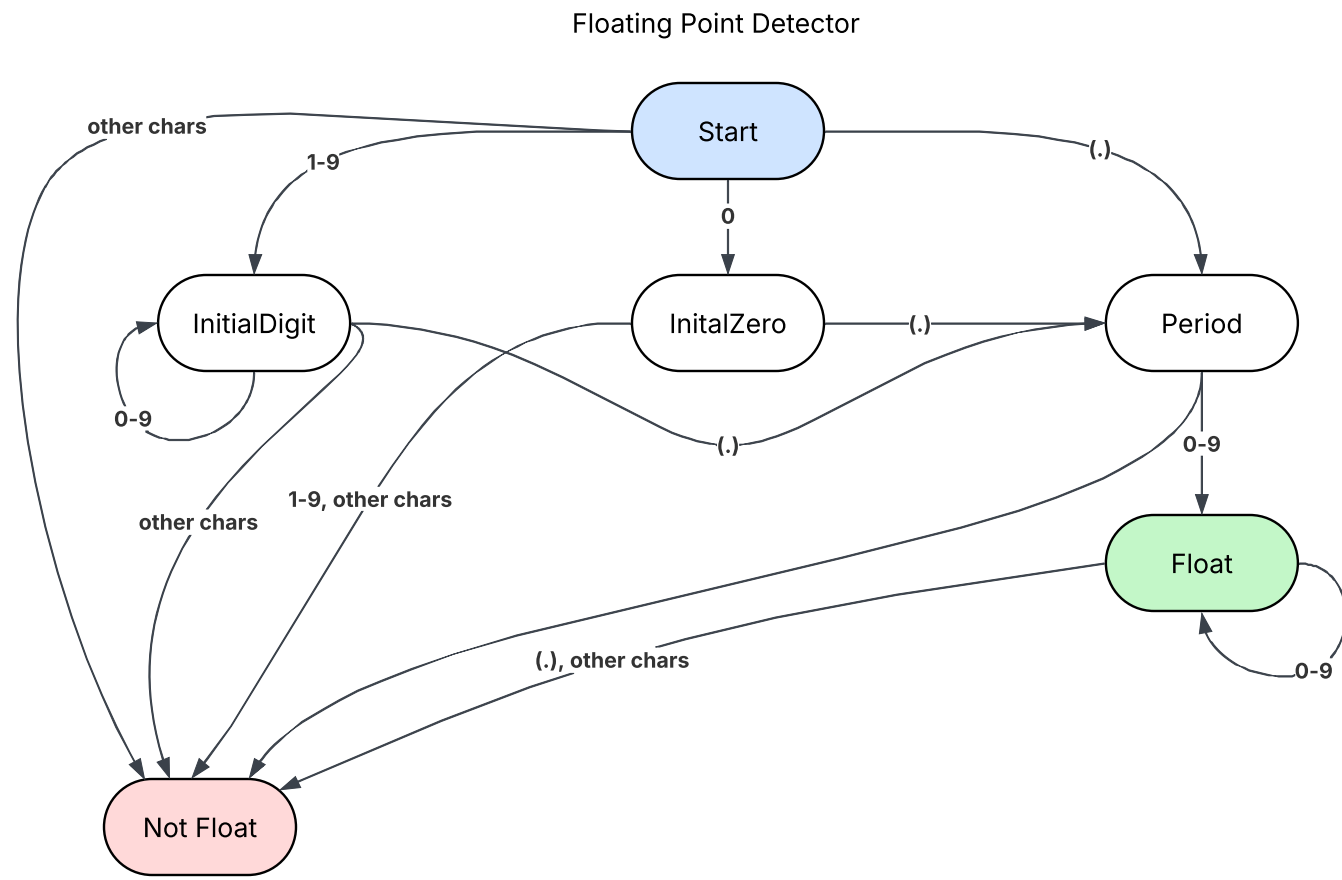 Floating Point Detector
Start
other chars
1-9
(.)
0
InitialDigit
InitalZero
Period
(.)
0-9
(.)
0-9
1-9, other chars
other chars
Float
(.), other chars
0-9
Not Float